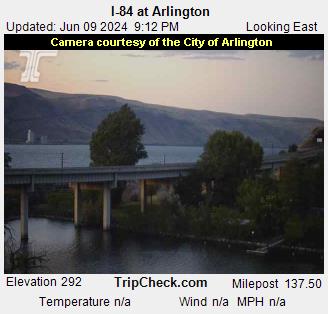 I-84 at Arlington
Updated: Jun 09 2024 9:12 PM Looking East
Camera courtesy of the City of Arlington
Elevation 292 TripCheck.com Milepost 137.50
Temperature n/a Wind n/a MPH n/a